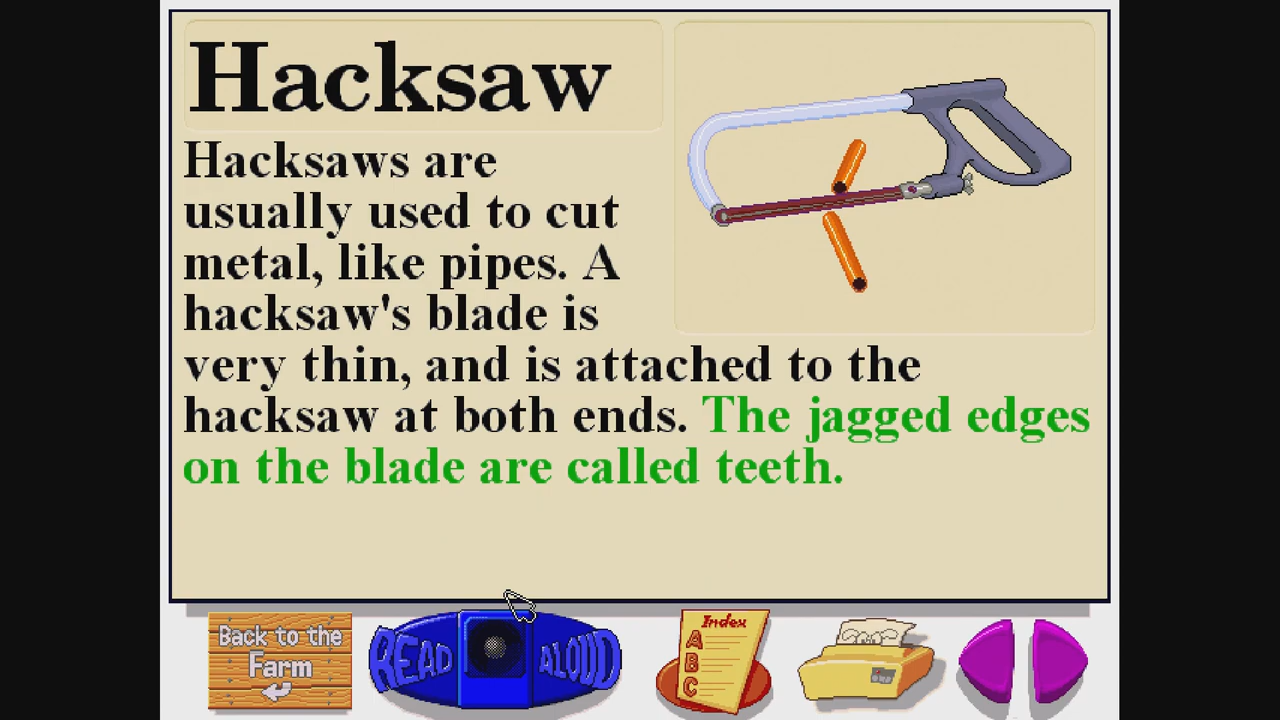 Hacksaw
Hacksaws are
usually used to cut
metal, like pipes. A
hacksaw's blade is
very thin, and is attached to the
hacksaw at both ends. The jagged edges
on the blade are called teeth.
Back to the
Farm
READ ALOUD
Index
A
B
C